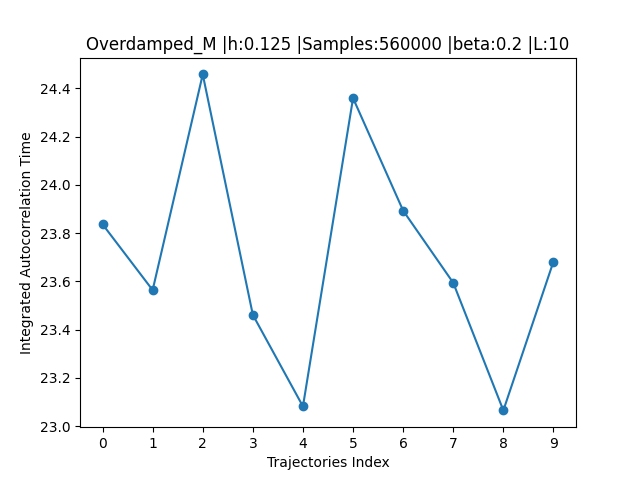 Overdamped_M |h:0.125 |Samples:560000 |beta:0.2 |L:10
24.4
24.2
24.0
23.8
23.6
23.4
23.2
23.0
Integrated Autocorrelation Time
0 1 2 3 4 5 6 7 8 9
Trajectories Index